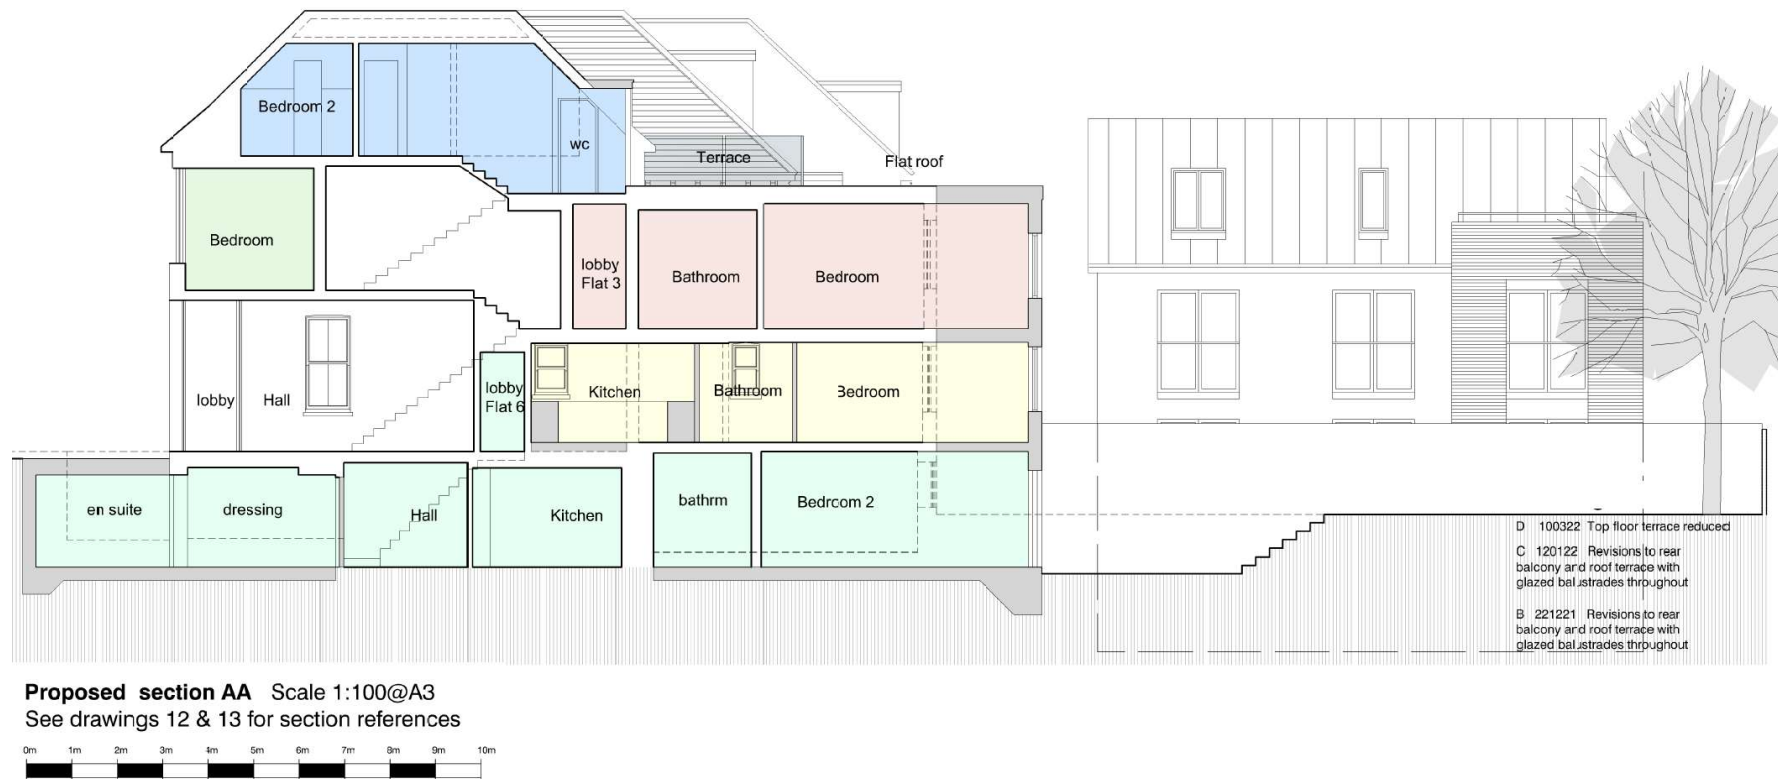 Bedroom 2
wc
Terrace
Flat roof
Bedroom
lobby
Flat 3
Bathroom
Bedroom
lobby
Hall
lobby
Flat 6
Kitchen
Bathroom
Bedroom
en suite
dressing
Hall
Kitchen
bathrm
Bedroom 2
D 100322 Top floor terrace reduced
C 120122 Revisions to rear
balcony and roof terrace with
glazed balustrades throughout
B 221221 Revisions to rear
balcony and roof terrace with
glazed balustrades throughout
Proposed section AA Scale 1:100@A3
See drawings 12 & 13 for section references
0m 1m 2m 3m 4m 5m 6m 7m 8m 9m 10m